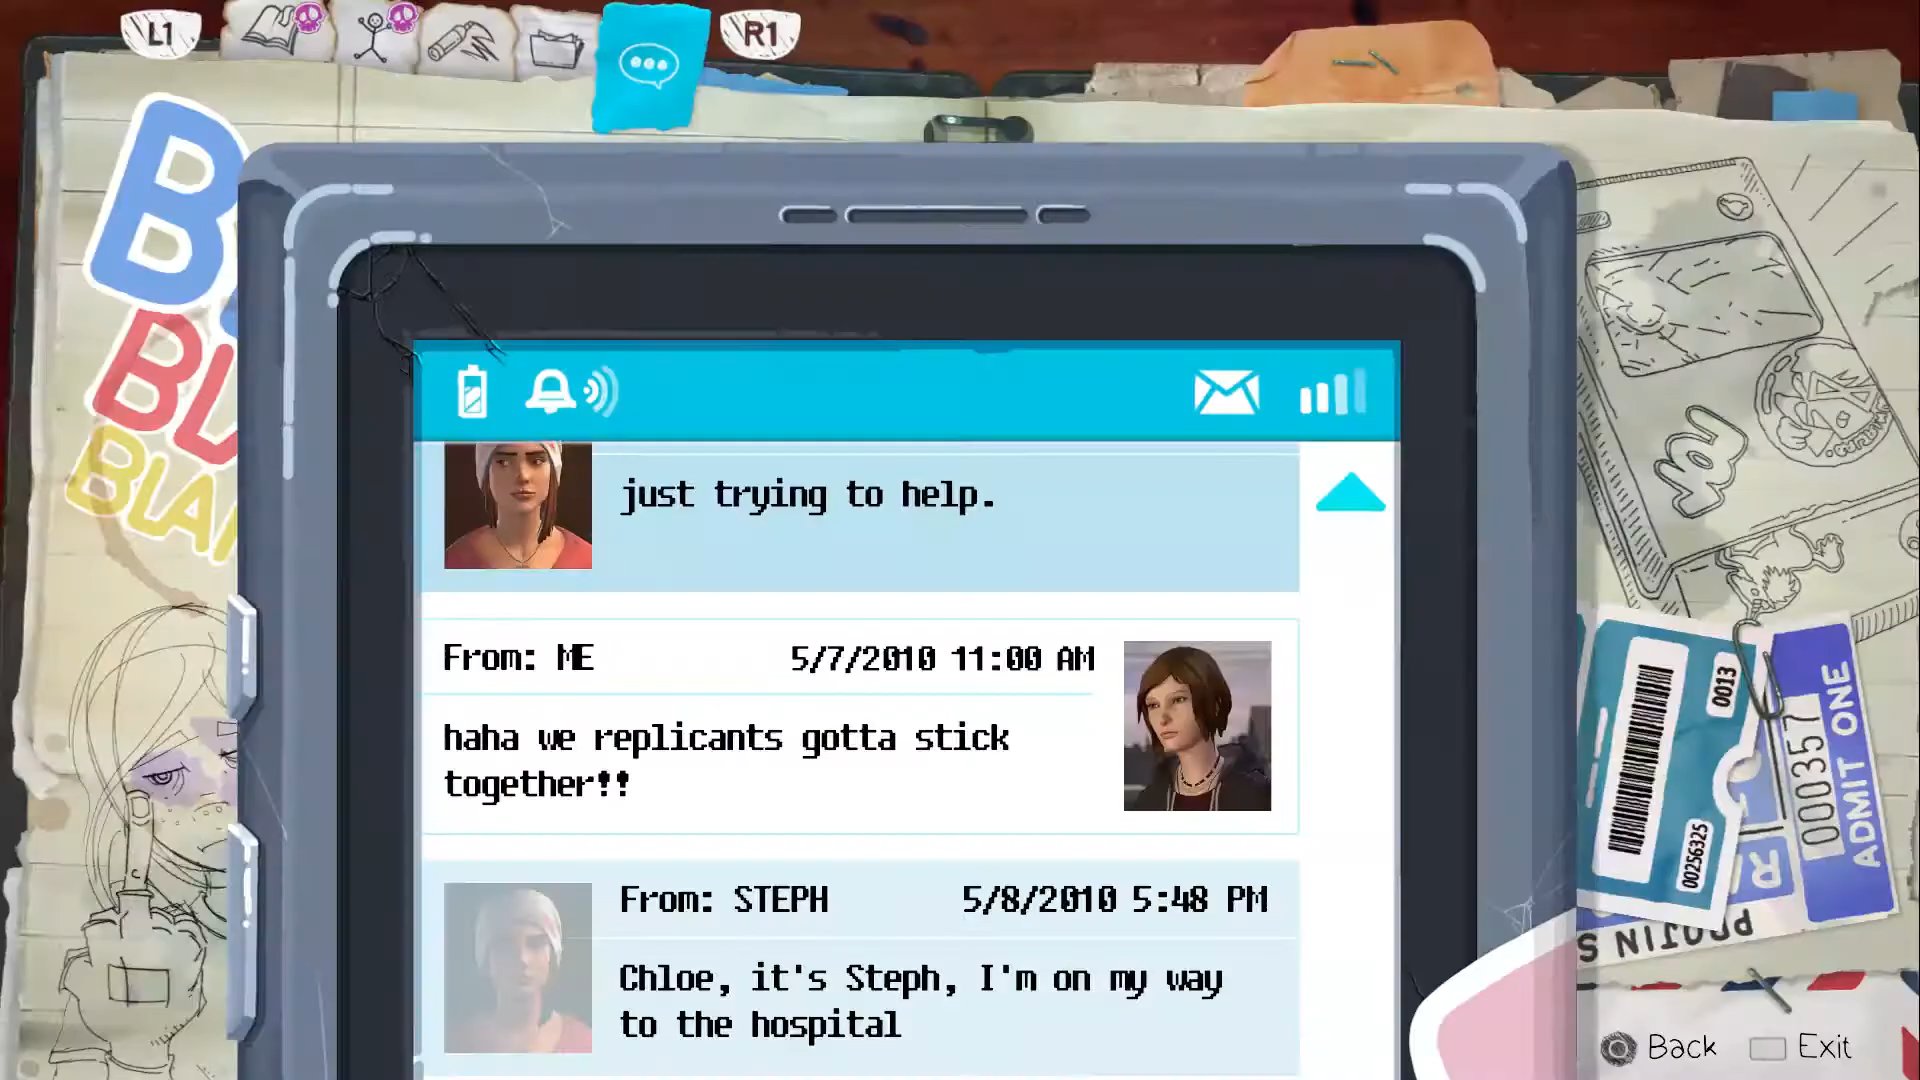 L1
R1
just trying to help.
From: ME 5/7/2010 11:00 AM
haha we replicants gotta stick
together!!
From: STEPH 5/8/2010 5:48 PM
Chloe, it's Steph, I'm on my way
to the hospital
0013
00256325
000357
ADMIT ONE
Back
Exit